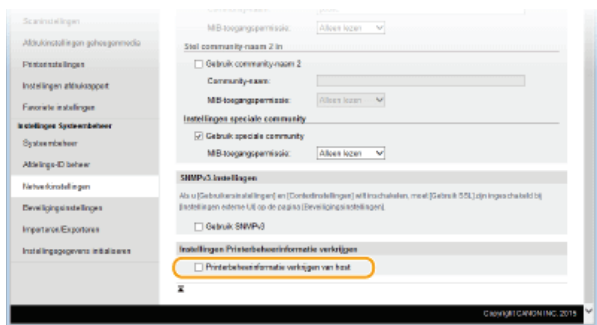 Scaninstellingen
Afdrukinstellingen geheugenmedia
Printerinstellingen
Instellingen afdrukrapport
Favoriete instellingen
Instellingen Systeembeheer
Systeembeheer
Afdelings-ID beheer
Netwerkinstellingen
Beveiligingsinstellingen
Importeren/Exporteren
Instellingsgegevens initialiseren
MIB-toegangspermissie: Alleen lezen
Stel community-naam 2 in
Gebruik community-naam 2
Community-naam:
MIB-toegangspermissie: Alleen lezen
Instellingen speciale community
Gebruik speciale community
MIB-toegangspermissie: Alleen lezen
SNMPv3-instellingen
Als u [Gebruikersinstellingen] en [Contextinstellingen] wilt inschakelen, moet [Gebruik SSL] zijn ingeschakeld bij
[Instellingen externe UI] op de pagina [Beveiligingsinstellingen].
Gebruik SNMPv3
Instellingen Printerbeheerinformatie verkrijgen
Printerbeheerinformatie verkrijgen van host
Copyright CANON INC. 2015